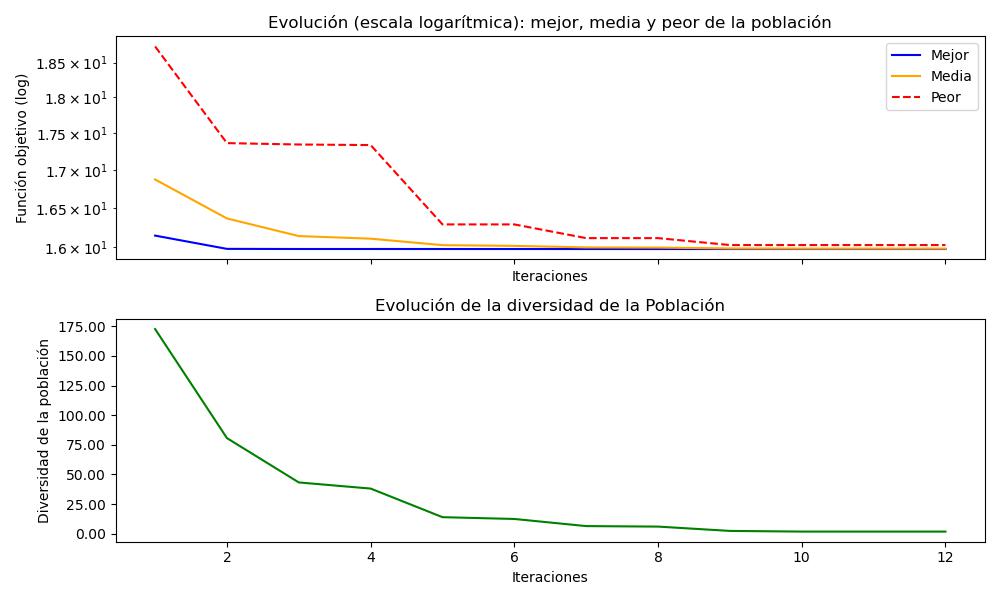 Evolución (escala logarítmica): mejor, media y peor de la población
Función objetivo (log)
1.85 × 10¹
1.8 × 10¹
1.75 × 10¹
1.7 × 10¹
1.65 × 10¹
1.6 × 10¹
Mejor
Media
Peor
Iteraciones
Evolución de la diversidad de la Población
Diversidad de la población
175.00
150.00
125.00
100.00
75.00
50.00
25.00
0.00
2 4 6 8 10 12
Iteraciones